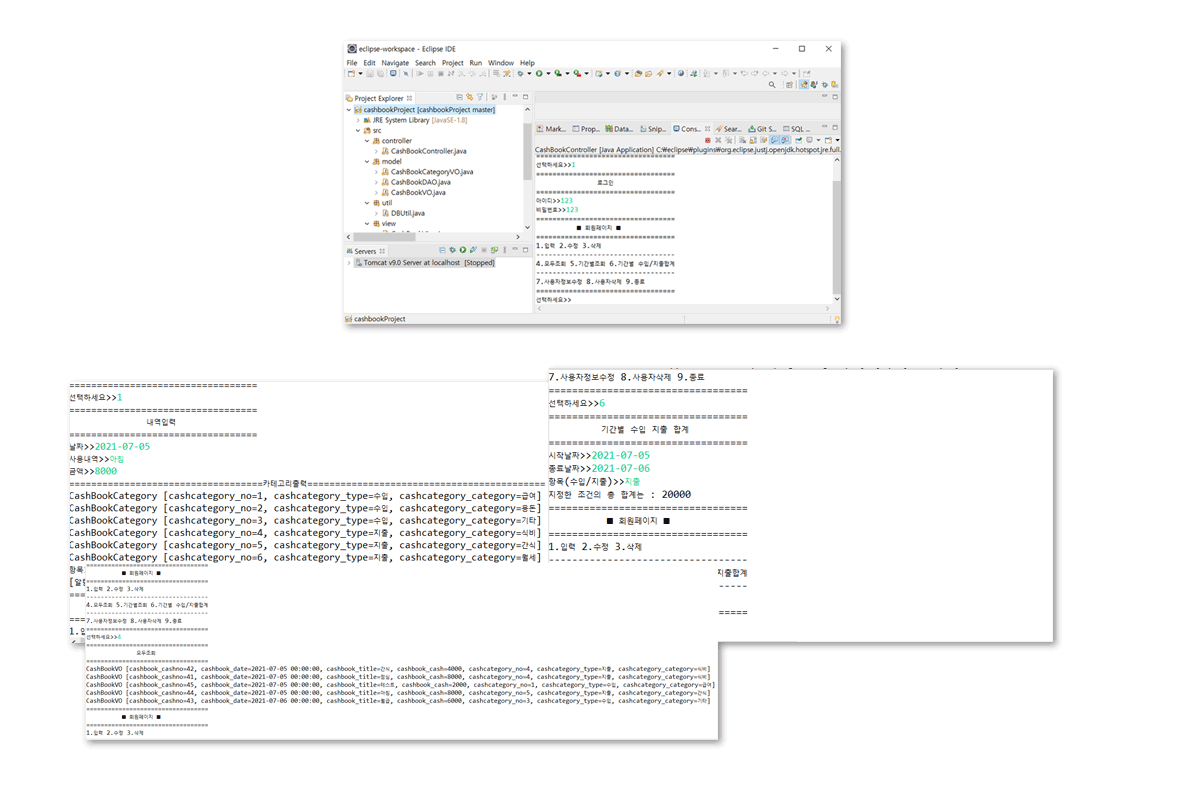 eclipse-workspace - Eclipse IDE
File Edit Navigate Search Project Run Window Help
Project Explorer
cashbookProject [cashbookProject master]
JRE System Library [JavaSE-1.8]
src
controller
CashBookController.java
model
CashBookCategoryVO.java
CashBookDAO.java
CashBookVO.java
util
DBUtil.java
view
Servers
Tomcat v9.0 Server at localhost [Stopped]
cashbookProject
Mark... Prop... Data... Snip... Cons... Sear... Git S... SQL ...
CashBookController [Java Application] C:₩eclipse₩plugins₩org.eclipse.justj.openjdk.hotspot.jre.full.
=================================
선택하세요>>1
=================================
로그인
=================================
아이디>>123
비밀번호>>123
=================================
■ 회원페이지 ■
=================================
1.입력 2.수정 3.삭제
---------------------------------
4.모두조회 5.기간별조회 6.기간별 수입/지출합계
---------------------------------
7.사용자정보수정 8.사용자삭제 9.종료
=================================
선택하세요>>
=================================
선택하세요>>1
=================================
내역입력
=================================
날짜>>2021-07-05
사용내역>>아침
금액>>8000
==================================카테고리출력==========================================
CashBookCategory [cashcategory_no=1, cashcategory_type=수입, cashcategory_category=급여]
CashBookCategory [cashcategory_no=2, cashcategory_type=수입, cashcategory_category=용돈]
CashBookCategory [cashcategory_no=3, cashcategory_type=수입, cashcategory_category=기타]
CashBookCategory [cashcategory_no=4, cashcategory_type=지출, cashcategory_category=식비]
CashBookCategory [cashcategory_no=5, cashcategory_type=지출, cashcategory_category=간식]
CashBookCategory [cashcategory_no=6, cashcategory_type=지출, cashcategory_category=월세]
항목
===
===
7.사용자정보수정 8.사용자삭제 9.종료
=================================
선택하세요>>6
=================================
기간별 수입 지출 합계
=================================
시작날짜>>2021-07-05
종료날짜>>2021-07-06
항목(수입/지출)>>지출
지정한 조건의 총 합계는 : 20000
=================================
■ 회원페이지 ■
=================================
1.입력 2.수정 3.삭제
---------------------------------
지출합계
-----
=====
=================================
■ 회원페이지 ■
=================================
1.입력 2.수정 3.삭제
---------------------------------
4.모두조회 5.기간별조회 6.기간별 수입/지출합계
---------------------------------
7.사용자정보수정 8.사용자삭제 9.종료
=================================
선택하세요>>4
=================================
모두조회
=================================
CashBookVO [cashbook_cashno=42, cashbook_date=2021-07-05 00:00:00, cashbook_title=간식, cashbook_cash=4000, cashcategory_no=4, cashcategory_type=지출, cashcategory_category=식비]
CashBookVO [cashbook_cashno=41, cashbook_date=2021-07-05 00:00:00, cashbook_title=점심, cashbook_cash=8000, cashcategory_no=4, cashcategory_type=지출, cashcategory_category=식비]
CashBookVO [cashbook_cashno=45, cashbook_date=2021-07-05 00:00:00, cashbook_title=테스트, cashbook_cash=2000, cashcategory_no=1, cashcategory_type=수입, cashcategory_category=급여]
CashBookVO [cashbook_cashno=44, cashbook_date=2021-07-05 00:00:00, cashbook_title=아침, cashbook_cash=8000, cashcategory_no=5, cashcategory_type=지출, cashcategory_category=간식]
CashBookVO [cashbook_cashno=43, cashbook_date=2021-07-06 00:00:00, cashbook_title=월급, cashbook_cash=6000, cashcategory_no=3, cashcategory_type=수입, cashcategory_category=기타]
=================================
■ 회원페이지 ■
=================================
1.입력 2.수정 3.삭제